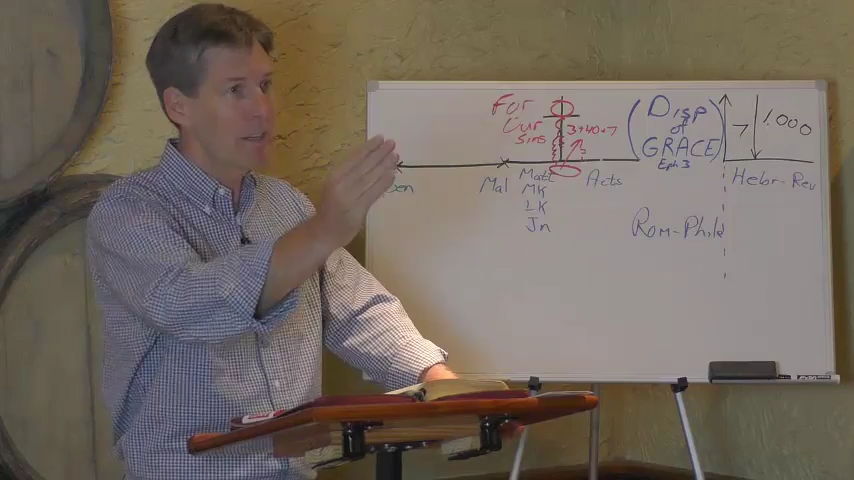 For
Our
sins
3+40+7
(Disp
of
GRACE)
Eph 3
7
1,000
Gen
Mal
Matt
MK
LK
Jn
Acts
Hebr-Rev
Rom-Phile